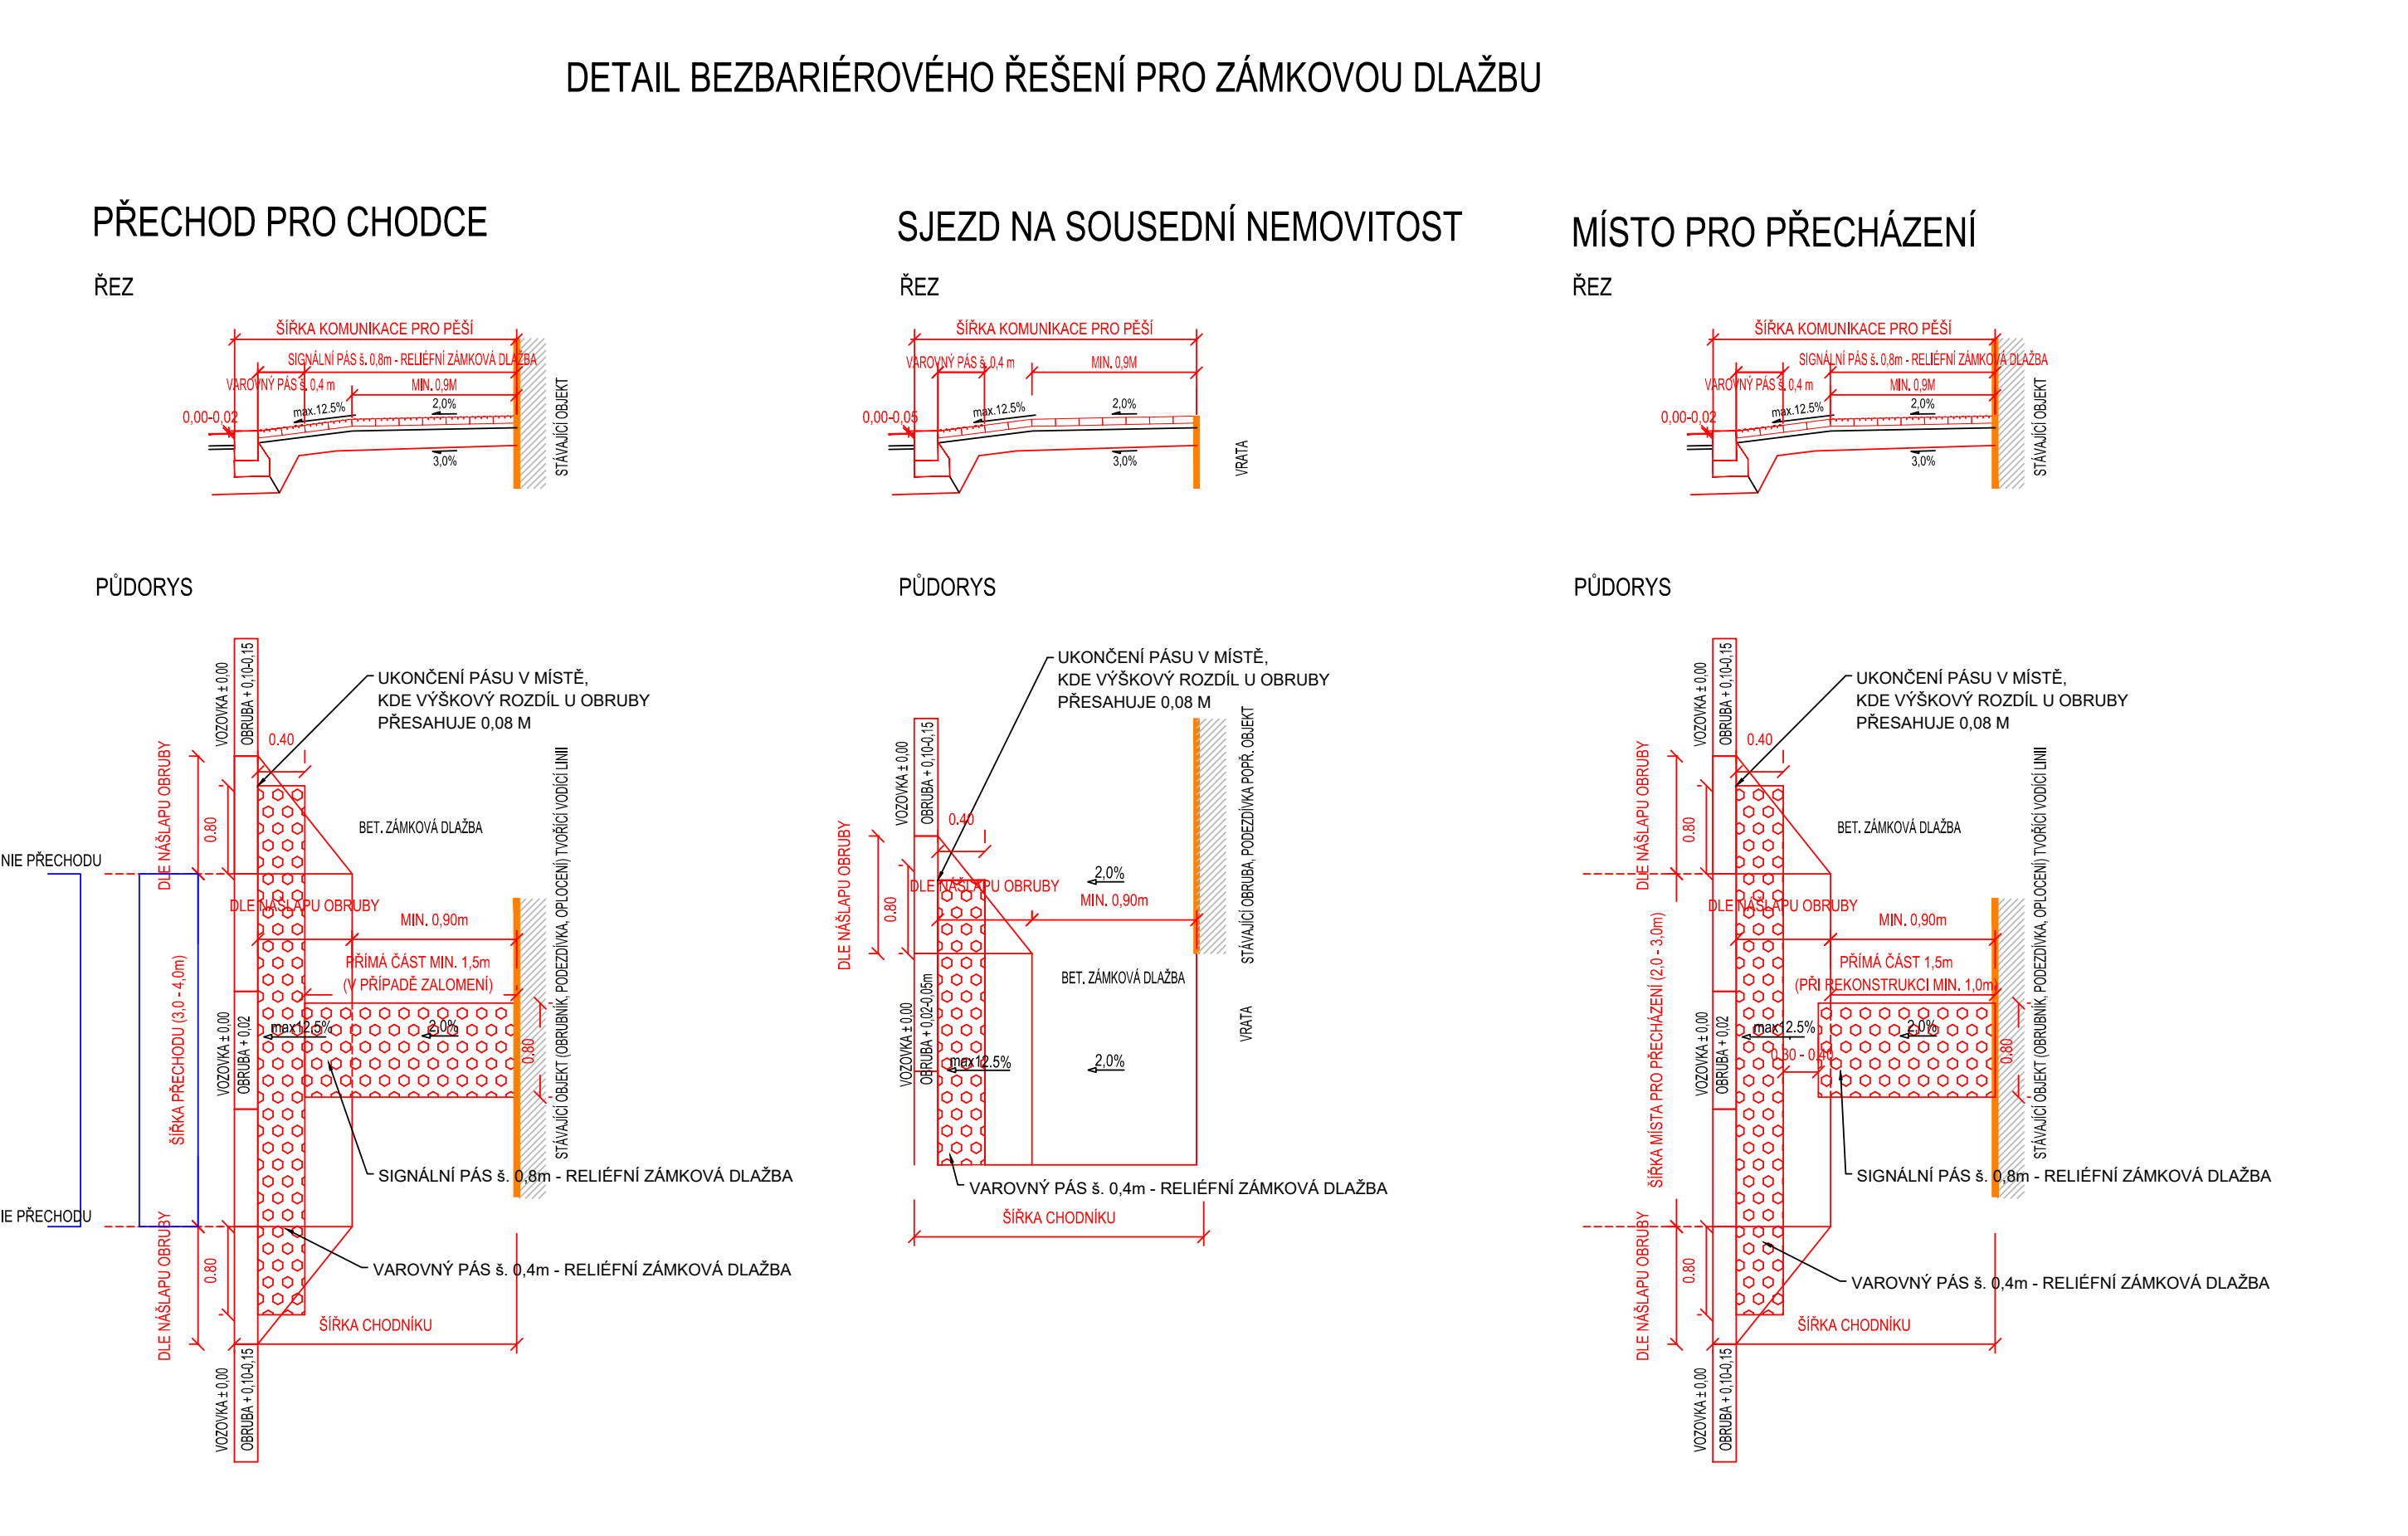 DETAIL BEZBARIÉROVÉHO ŘEŠENÍ PRO ZÁMKOVOU DLAŽBU
PŘECHOD PRO CHODCE
ŘEZ
ŠÍŘKA KOMUNIKACE PRO PĚŠÍ
SIGNÁLNÍ PÁS š. 0,8m - RELIÉFNÍ ZÁMKOVÁ DLAŽBA
VAROVNÝ PÁS š. 0,4 m
MIN. 0,9M
0,00-0,02
max.12.5%
2,0%
3,0%
STÁVAJÍCÍ OBJEKT
PŮDORYS
VOZOVKA ± 0,00
OBRUBA + 0,10-0,15
UKONČENÍ PÁSU V MÍSTĚ,
KDE VÝŠKOVÝ ROZDÍL U OBRUBY
PŘESAHUJE 0,08 M
0.40
DLE NÁŠLAPU OBRUBY
0.80
BET. ZÁMKOVÁ DLAŽBA
NIE PŘECHODU
DLE NÁŠLAPU OBRUBY
MIN. 0,90m
PŘÍMÁ ČÁST MIN. 1,5m
(V PŘÍPADĚ ZALOMENÍ)
ŠÍŘKA PŘECHODU (3,0 - 4,0m)
VOZOVKA ± 0,00
OBRUBA + 0,02
max12.5%
2,0%
0.80
STÁVAJÍCÍ OBJEKT (OBRUBNÍK, PODEZDÍVKA, OPLOCENÍ) TVOŘÍCÍ VODÍCÍ LINII
SIGNÁLNÍ PÁS š. 0,8m - RELIÉFNÍ ZÁMKOVÁ DLAŽBA
IE PŘECHODU
DLE NÁŠLAPU OBRUBY
0.80
VAROVNÝ PÁS š. 0,4m - RELIÉFNÍ ZÁMKOVÁ DLAŽBA
ŠÍŘKA CHODNÍKU
VOZOVKA ± 0,00
OBRUBA + 0,10-0,15
SJEZD NA SOUSEDNÍ NEMOVITOST
ŘEZ
ŠÍŘKA KOMUNIKACE PRO PĚŠÍ
VAROVNÝ PÁS š. 0,4 m
MIN. 0,9M
0,00-0,05
max.12.5%
2,0%
3,0%
VRATA
PŮDORYS
UKONČENÍ PÁSU V MÍSTĚ,
KDE VÝŠKOVÝ ROZDÍL U OBRUBY
PŘESAHUJE 0,08 M
VOZOVKA ± 0,00
OBRUBA + 0,10-0,15
0.40
DLE NÁŠLAPU OBRUBY
0.80
2,0%
DLE NÁŠLAPU OBRUBY
MIN. 0,90m
STÁVAJÍCÍ OBRUBA, PODEZDÍVKA POPŘ. OBJEKT
BET. ZÁMKOVÁ DLAŽBA
VOZOVKA ± 0,00
OBRUBA + 0,02-0,05m
max12.5%
2,0%
VRATA
VAROVNÝ PÁS š. 0,4m - RELIÉFNÍ ZÁMKOVÁ DLAŽBA
ŠÍŘKA CHODNÍKU
MÍSTO PRO PŘECHÁZENÍ
ŘEZ
ŠÍŘKA KOMUNIKACE PRO PĚŠÍ
SIGNÁLNÍ PÁS š. 0,8m - RELIÉFNÍ ZÁMKOVÁ DLAŽBA
VAROVNÝ PÁS š. 0,4 m
MIN. 0,9M
0,00-0,02
max.12.5%
2,0%
3,0%
STÁVAJÍCÍ OBJEKT
PŮDORYS
VOZOVKA ± 0,00
OBRUBA + 0,10-0,15
UKONČENÍ PÁSU V MÍSTĚ,
KDE VÝŠKOVÝ ROZDÍL U OBRUBY
PŘESAHUJE 0,08 M
0.40
DLE NÁŠLAPU OBRUBY
0.80
BET. ZÁMKOVÁ DLAŽBA
DLE NÁŠLAPU OBRUBY
MIN. 0,90m
PŘÍMÁ ČÁST 1,5m
(PŘI REKONSTRUKCI MIN. 1,0m)
ŠÍŘKA MÍSTA PRO PŘECHÁZENÍ (2,0 - 3,0m)
VOZOVKA ± 0,00
OBRUBA + 0,02
max12.5%
2,0%
0.30 - 0.40
0.80
STÁVAJÍCÍ OBJEKT (OBRUBNÍK, PODEZDÍVKA, OPLOCENÍ) TVOŘÍCÍ VODÍCÍ LINII
SIGNÁLNÍ PÁS š. 0,8m - RELIÉFNÍ ZÁMKOVÁ DLAŽBA
DLE NÁŠLAPU OBRUBY
0.80
VAROVNÝ PÁS š. 0,4m - RELIÉFNÍ ZÁMKOVÁ DLAŽBA
ŠÍŘKA CHODNÍKU
VOZOVKA ± 0,00
OBRUBA + 0,10-0,15